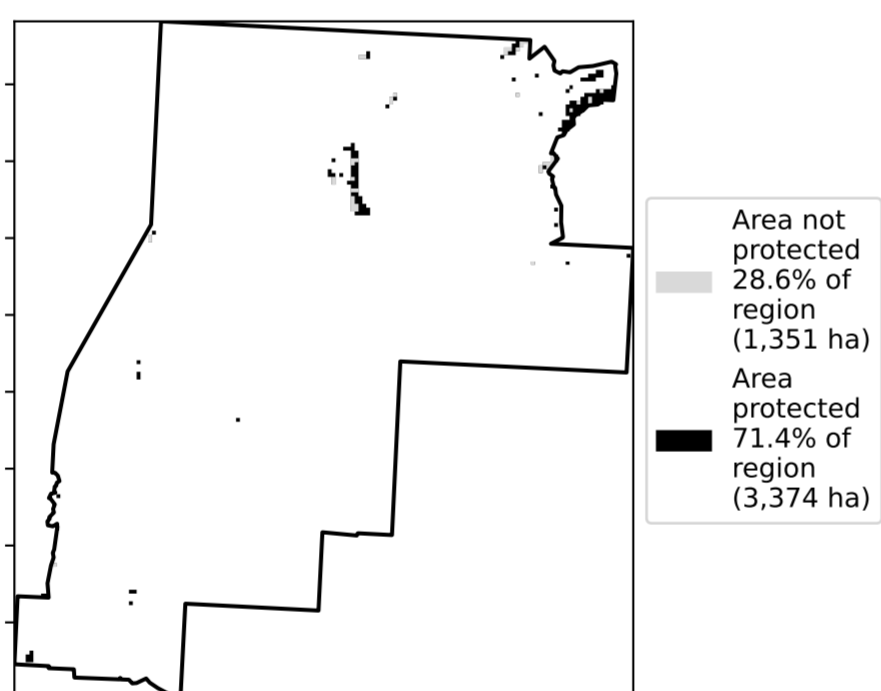 Area not
protected
28.6% of
region
(1,351 ha)
Area
protected
71.4% of
region
(3,374 ha)